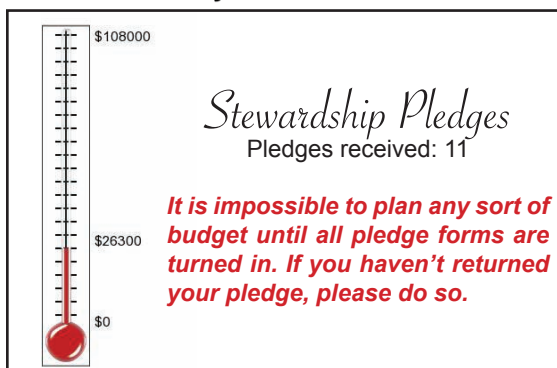 $108000
Stewardship Pledges
Pledges received: 11
It is impossible to plan any sort of
budget until all pledge forms are
turned in. If you haven’t returned
your pledge, please do so.
$26300
$0